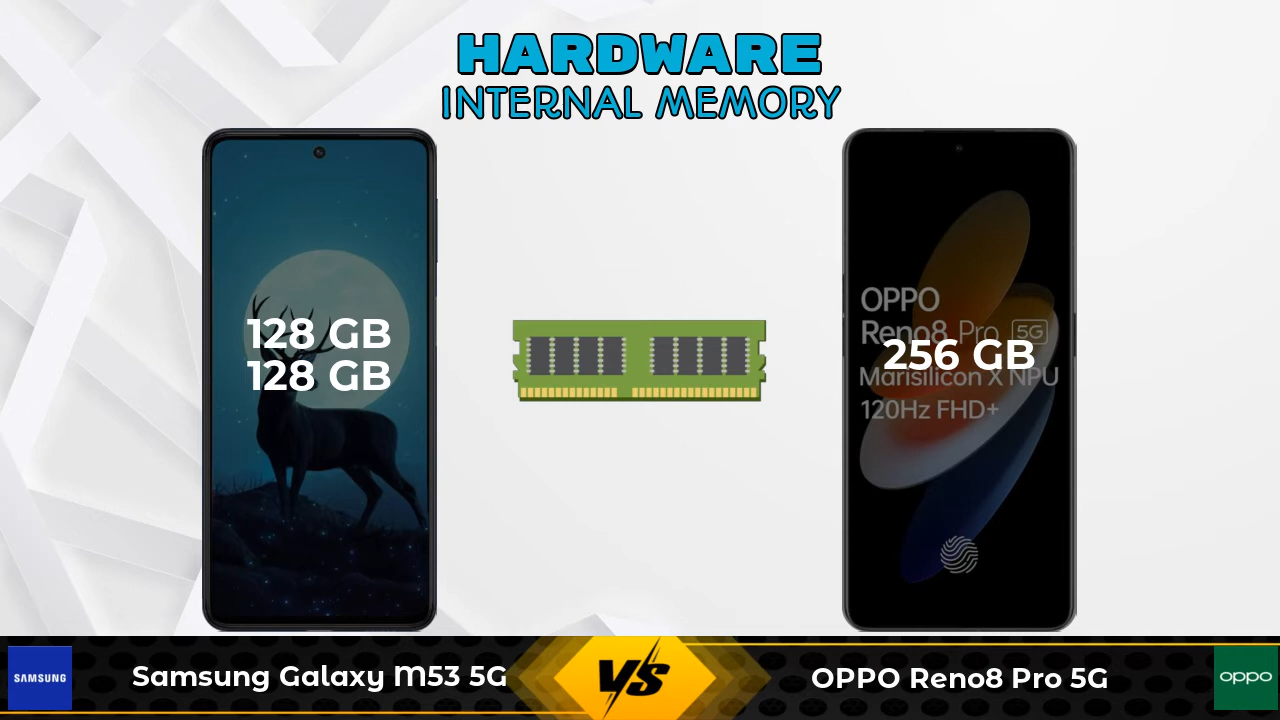 HARDWARE
INTERNAL MEMORY
128 GB
128 GB
OPPO
Reno8 Pro 5G
256 GB
Marisilicon X NPU
120Hz FHD+
SAMSUNG
Samsung Galaxy M53 5G
VS
OPPO Reno8 Pro 5G
oppo